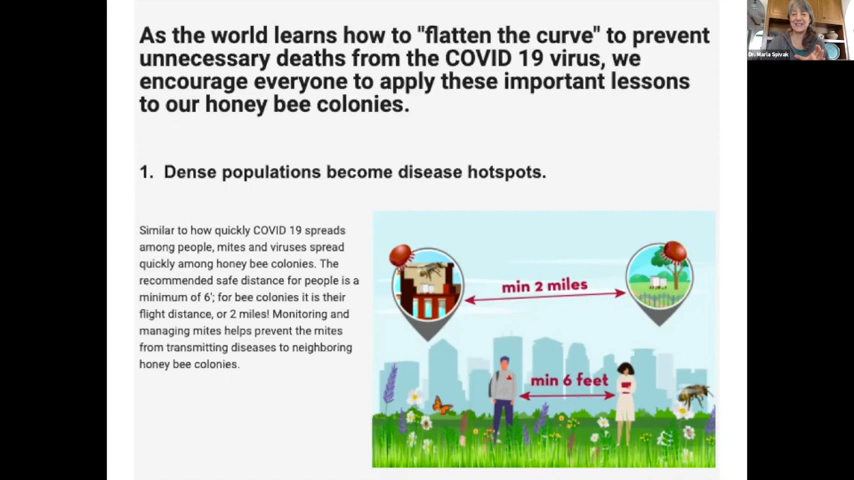 As the world learns how to "flatten the curve" to prevent
unnecessary deaths from the COVID 19 virus, we
encourage everyone to apply these important lessons
to our honey bee colonies.
1. Dense populations become disease hotspots.
Similar to how quickly COVID 19 spreads
among people, mites and viruses spread
quickly among honey bee colonies. The
recommended safe distance for people is a
minimum of 6'; for bee colonies it is their
flight distance, or 2 miles! Monitoring and
managing mites helps prevent the mites
from transmitting diseases to neighboring
honey bee colonies.
min 2 miles
min 6 feet
Dr. Marla Spivak